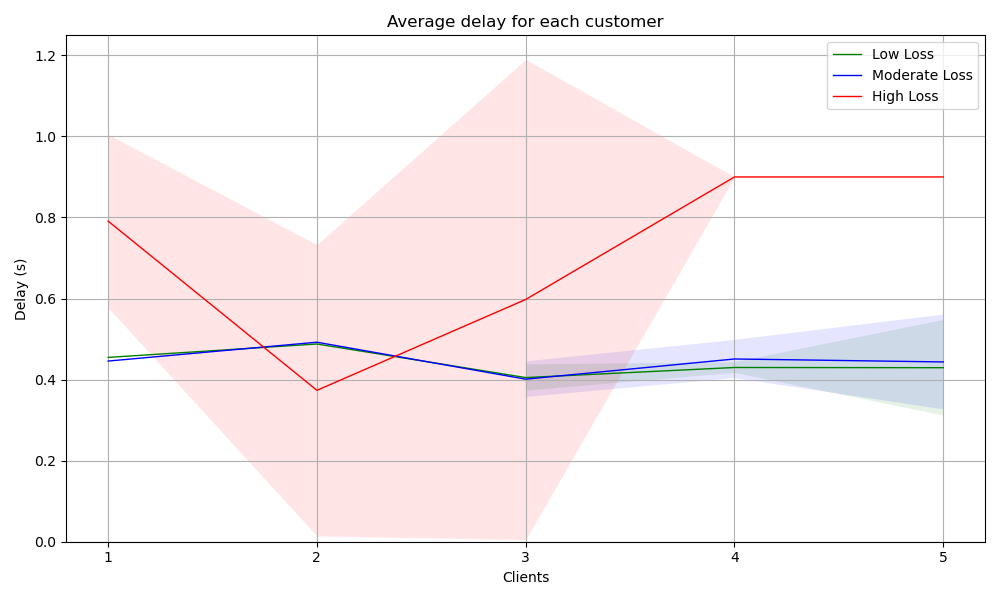 Average delay for each customer
Low Loss
Moderate Loss
High Loss
Delay (s)
1.2
1.0
0.8
0.6
0.4
0.2
0.0
1 2 3 4 5
Clients